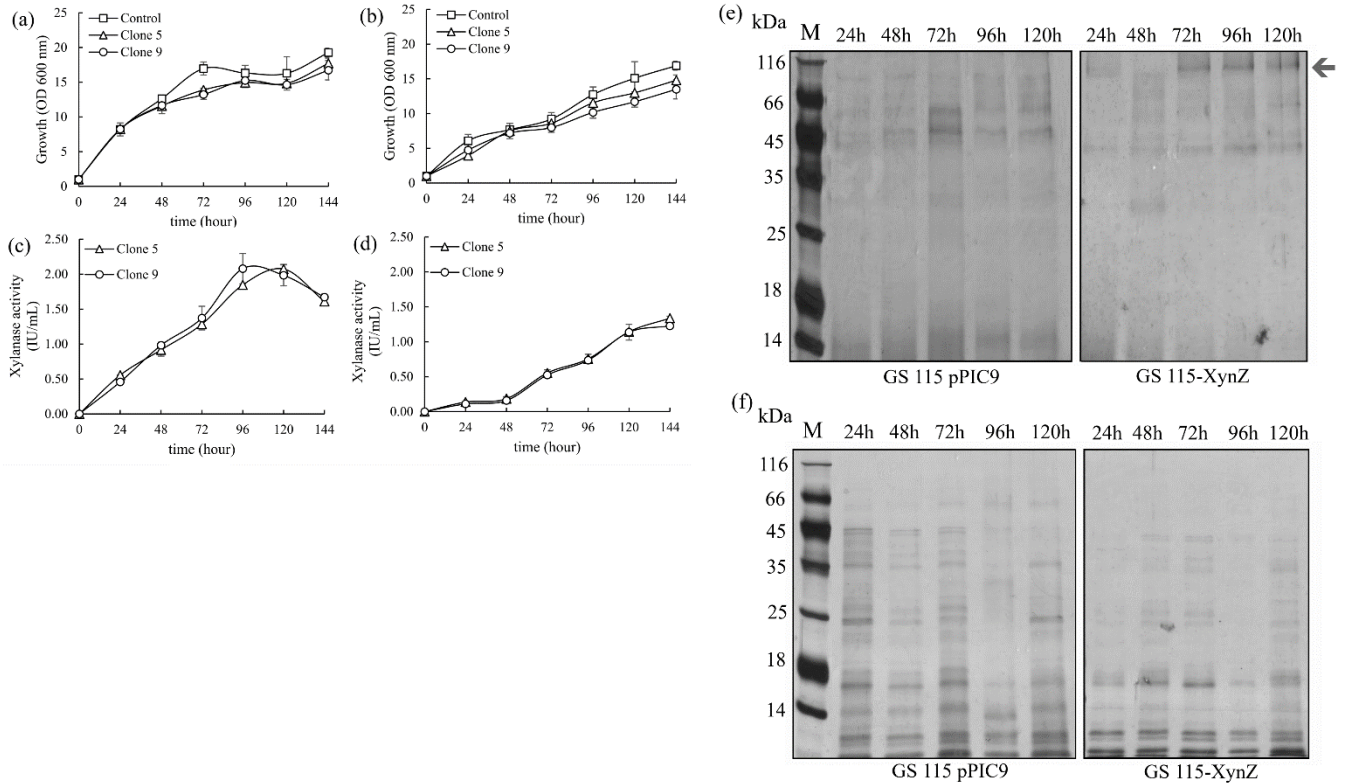 (a)
Control
Clone 5
Clone 9
Growth (OD 600 nm)
25
20
15
10
5
0
0 24 48 72 96 120 144
time (hour)
(b)
Control
Clone 5
Clone 9
Growth (OD 600 nm)
25
20
15
10
5
0
0 24 48 72 96 120 144
time (hour)
(c)
Clone 5
Clone 9
Xylanase activity
(IU/mL)
2.50
2.00
1.50
1.00
0.50
0.00
0 24 48 72 96 120 144
time (hour)
(d)
Clone 5
Clone 9
Xylanase activity
(IU/mL)
2.50
2.00
1.50
1.00
0.50
0.00
0 24 48 72 96 120 144
time (hour)
(e)
kDa M 24h 48h 72h 96h 120h 24h 48h 72h 96h 120h
116
66
45
35
25
18
14
GS 115 pPIC9 GS 115-XynZ
(f)
kDa M 24h 48h 72h 96h 120h 24h 48h 72h 96h 120h
116
66
45
35
25
18
14
GS 115 pPIC9 GS 115-XynZ